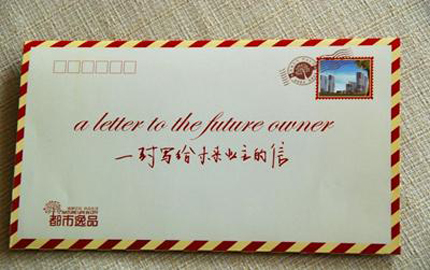 a letter to the future owner
一封写给未来业主的信
都市逸品